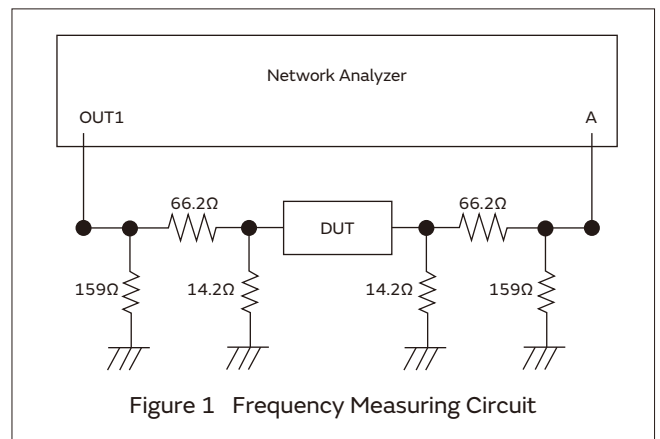 Network Analyzer
OUT1
A
66.2Ω
66.2Ω
DUT
159Ω
14.2Ω
14.2Ω
159Ω
Figure 1 Frequency Measuring Circuit